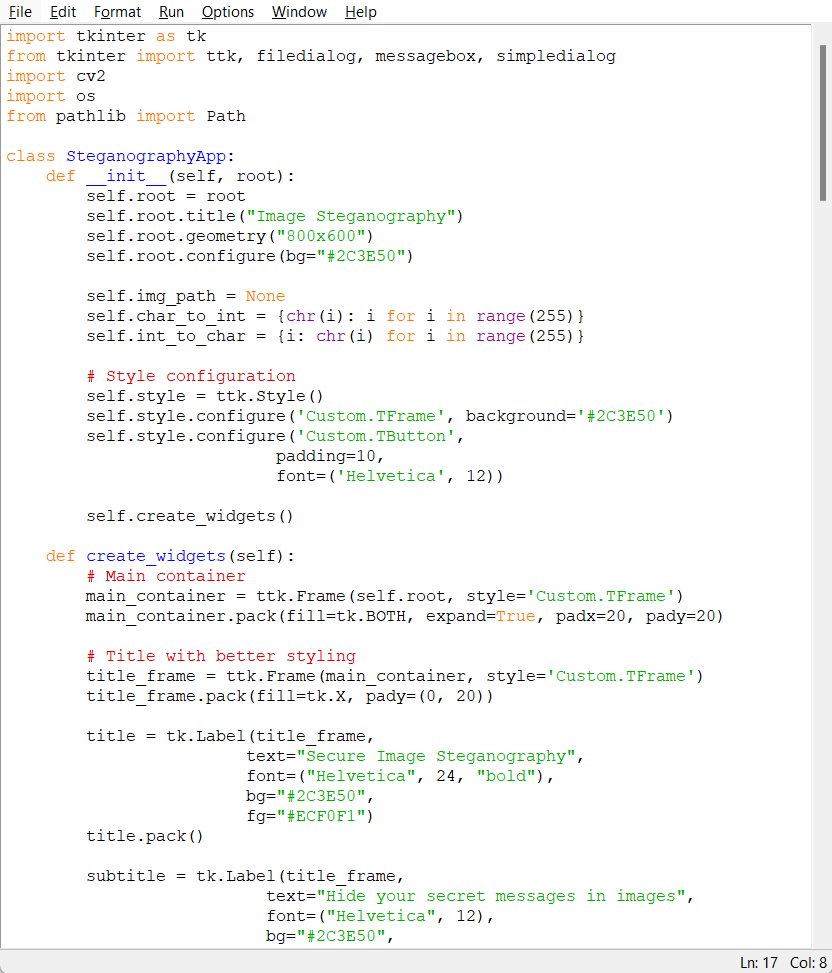 File Edit Format Run Options Window Help
import tkinter as tk
from tkinter import ttk, filedialog, messagebox, simpledialog
import cv2
import os
from pathlib import Path

class SteganographyApp:
    def __init__(self, root):
        self.root = root
        self.root.title("Image Steganography")
        self.root.geometry("800x600")
        self.root.configure(bg="#2C3E50")

        self.img_path = None
        self.char_to_int = {chr(i): i for i in range(255)}
        self.int_to_char = {i: chr(i) for i in range(255)}

        # Style configuration
        self.style = ttk.Style()
        self.style.configure('Custom.TFrame', background='#2C3E50')
        self.style.configure('Custom.TButton',
                           padding=10,
                           font=('Helvetica', 12))

        self.create_widgets()

    def create_widgets(self):
        # Main container
        main_container = ttk.Frame(self.root, style='Custom.TFrame')
        main_container.pack(fill=tk.BOTH, expand=True, padx=20, pady=20)

        # Title with better styling
        title_frame = ttk.Frame(main_container, style='Custom.TFrame')
        title_frame.pack(fill=tk.X, pady=(0, 20))

        title = tk.Label(title_frame,
                        text="Secure Image Steganography",
                        font=("Helvetica", 24, "bold"),
                        bg="#2C3E50",
                        fg="#ECF0F1")
        title.pack()

        subtitle = tk.Label(title_frame,
                          text="Hide your secret messages in images",
                          font=("Helvetica", 12),
                          bg="#2C3E50",
Ln: 17 Col: 8